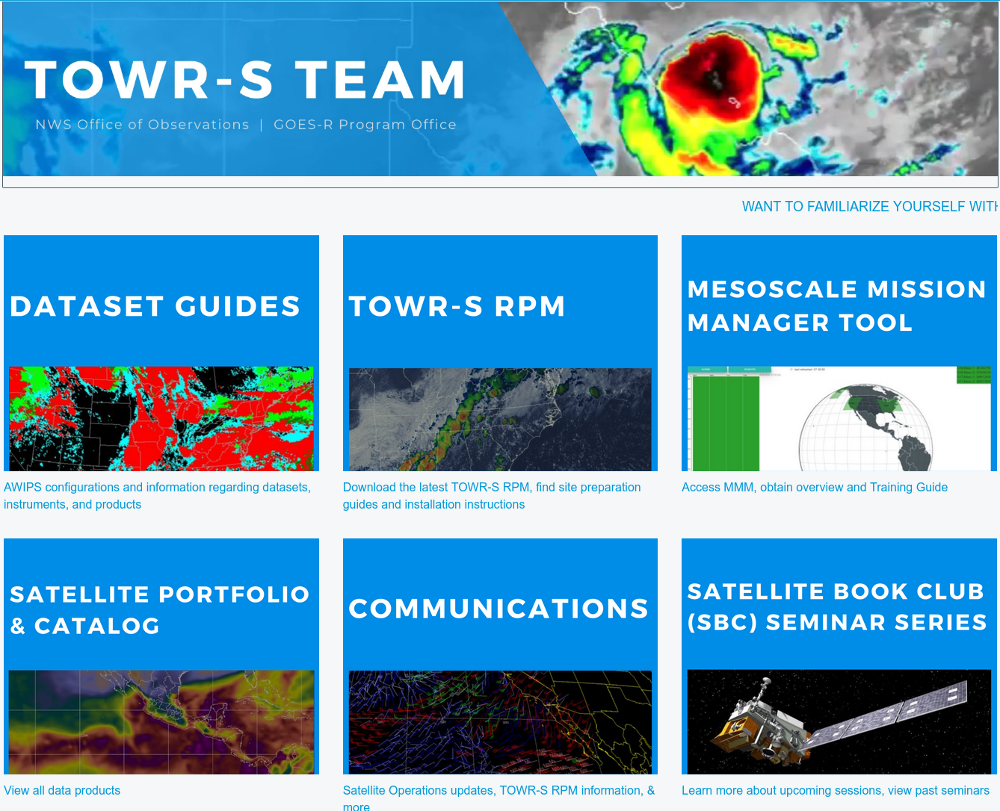 TOWR-S TEAM
NWS Office of Observations | GOES-R Program Office
WANT TO FAMILIARIZE YOURSELF WITH
DATASET GUIDES
AWIPS configurations and information regarding datasets,
instruments, and products
TOWR-S RPM
Download the latest TOWR-S RPM, find site preparation
guides and installation instructions
MESOSCALE MISSION
MANAGER TOOL
Access MMM, obtain overview and Training Guide
SATELLITE PORTFOLIO
& CATALOG
View all data products
COMMUNICATIONS
Satellite Operations updates, TOWR-S RPM information, &
more
SATELLITE BOOK CLUB
(SBC) SEMINAR SERIES
Learn more about upcoming sessions, view past seminars